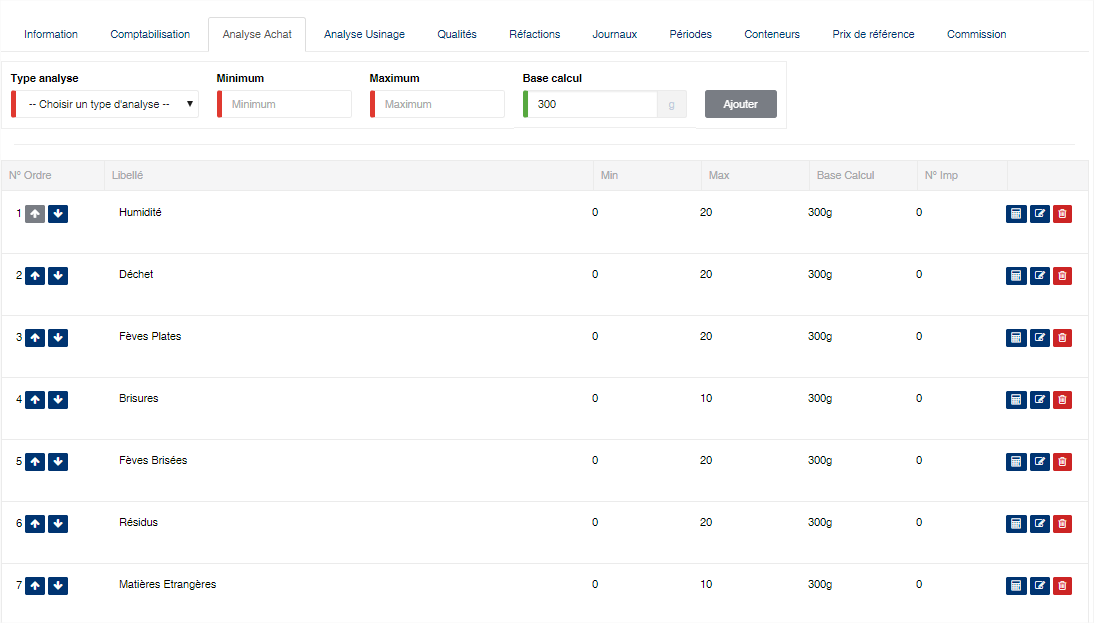 Information Comptabilisation Analyse Achat Analyse Usinage Qualités Réfactions Journaux Périodes Conteneurs Prix de référence Commission
Type analyse Minimum Maximum Base calcul
-- Choisir un type d'analyse -- Minimum Maximum 300 g Ajouter
N° Ordre Libellé Min Max Base Calcul N° Imp
1 Humidité 0 20 300g 0
2 Déchet 0 20 300g 0
3 Fèves Plates 0 20 300g 0
4 Brisures 0 10 300g 0
5 Fèves Brisées 0 20 300g 0
6 Résidus 0 20 300g 0
7 Matières Etrangères 0 10 300g 0